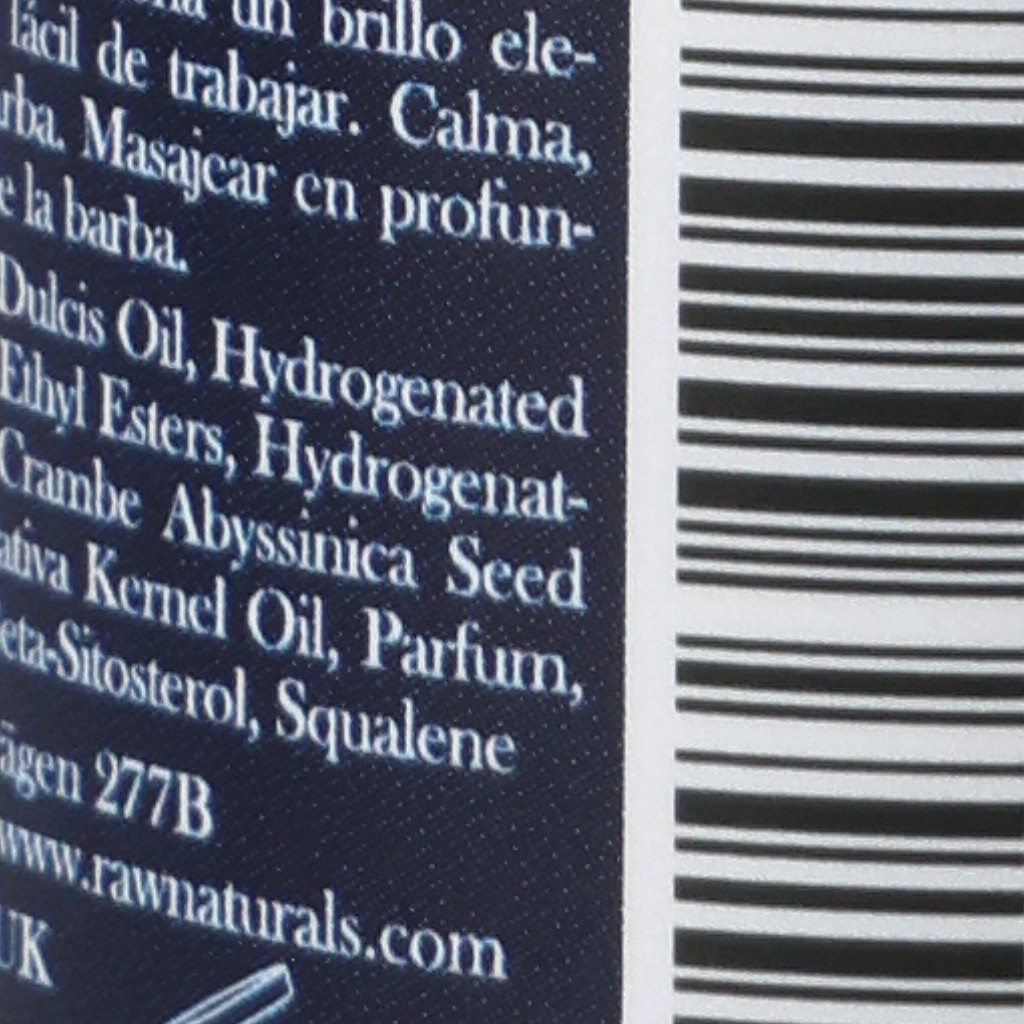 un brillo ele-
fácil de trabajar. Calma,
Masajear en profun-
la barba.
Dulcis Oil, Hydrogenated
Ethyl Esters, Hydrogenat-
Crambe Abyssinica Seed
Kernel Oil, Parfum,
Squalene
277B
www.rawnaturals.com
UK